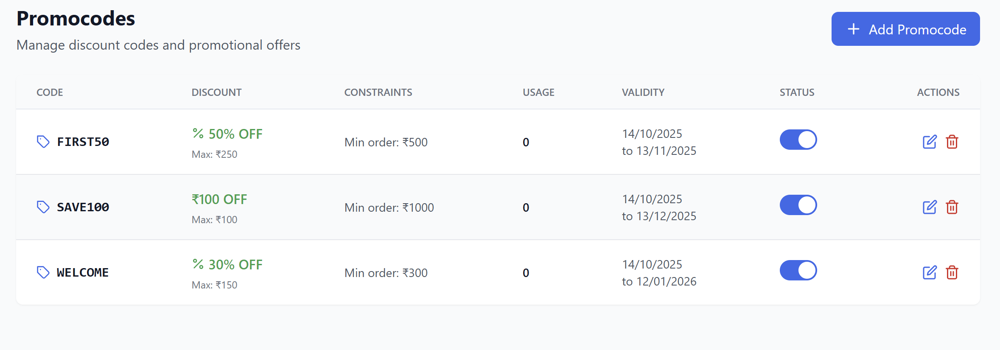 Promocodes
Manage discount codes and promotional offers
+ Add Promocode
CODE DISCOUNT CONSTRAINTS USAGE VALIDITY STATUS ACTIONS
FIRST50
% 50% OFF
Max: ₹250
Min order: ₹500
0
14/10/2025
to 13/11/2025
SAVE100
₹100 OFF
Max: ₹100
Min order: ₹1000
0
14/10/2025
to 13/12/2025
WELCOME
% 30% OFF
Max: ₹150
Min order: ₹300
0
14/10/2025
to 12/01/2026